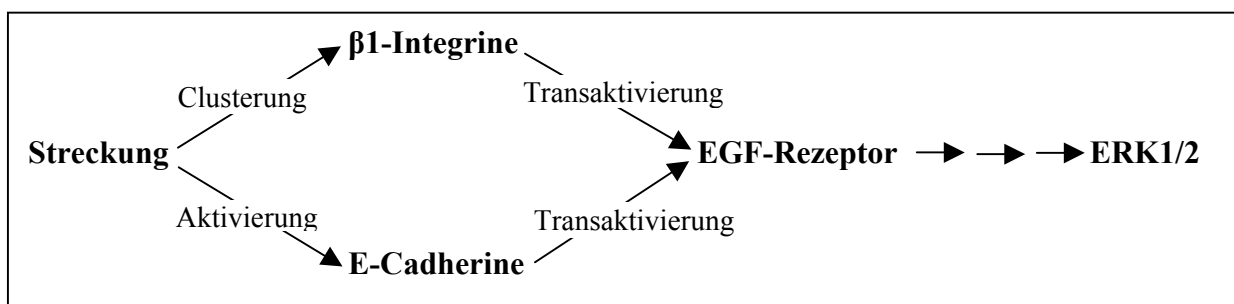 β1-Integrine
Clusterung
Transaktivierung
Streckung
EGF-Rezeptor
ERK1/2
Aktivierung
Transaktivierung
E-Cadherine